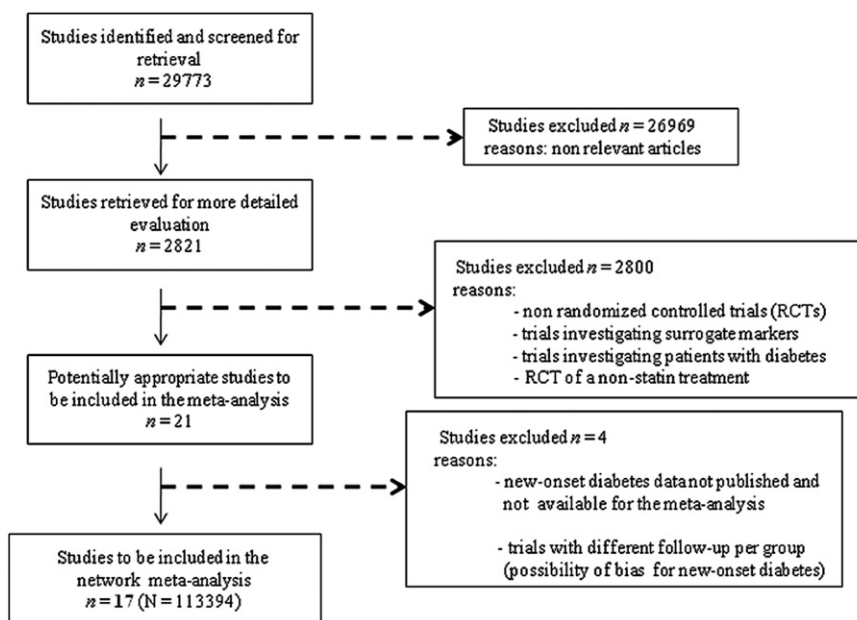 Studies identified and screened for
retrieval
n = 29773
Studies excluded n = 26969
reasons: non relevant articles
Studies retrieved for more detailed
evaluation
n = 2821
Studies excluded n = 2800
reasons:
- non randomized controlled trials (RCTs)
- trials investigating surrogate markers
- trials investigating patients with diabetes
- RCT of a non-statin treatment
Potentially appropriate studies to
be included in the meta-analysis
n = 21
Studies excluded n = 4
reasons:
- new-onset diabetes data not published and
not available for the meta-analysis
- trials with different follow-up per group
(possibility of bias for new-onset diabetes)
Studies to be included in the
network meta-analysis
n = 17 (N = 113394)